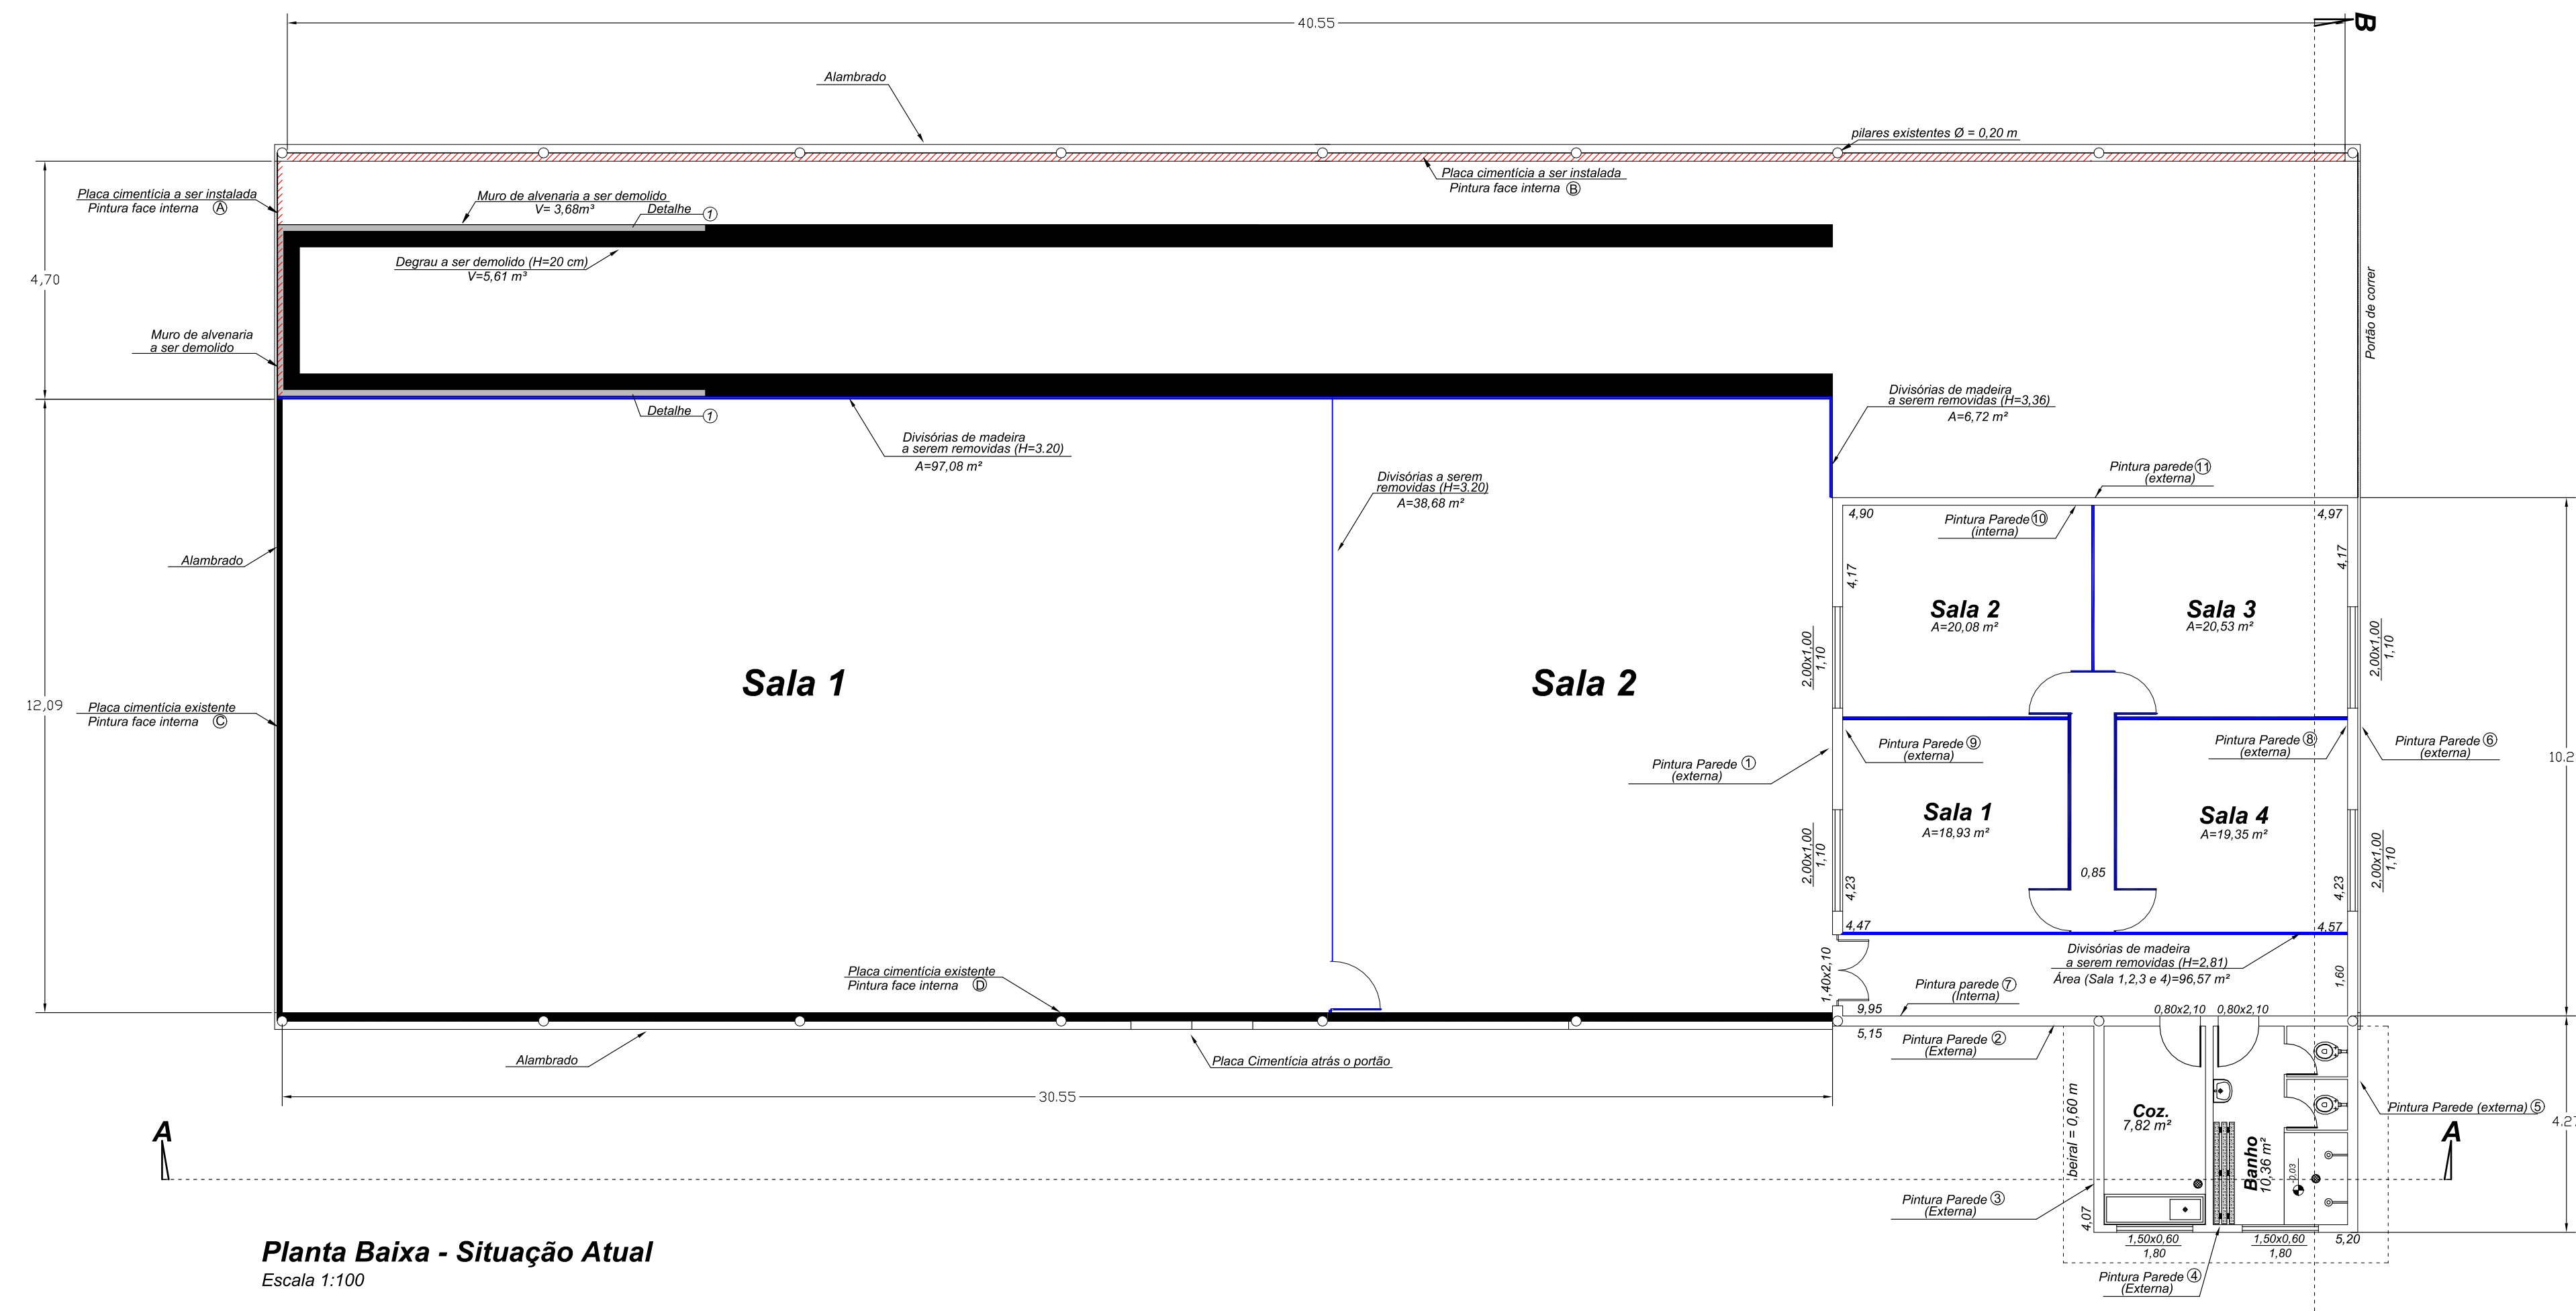 40.55
B
Alambrado
pilares existentes Ø = 0,20 m
Placa cimentícia a ser instalada
Pintura face interna B
Placa cimentícia a ser instalada
Pintura face interna A
Muro de alvenaria a ser demolido
V= 3,68m³
Detalhe 1
Degrau a ser demolido (H=20 cm)
V=5,61 m³
4,70
Portão de correr
Muro de alvenaria
a ser demolido
Detalhe 1
Divisórias de madeira
a serem removidas (H=3,36)
A=6,72 m²
Divisórias de madeira
a serem removidas (H=3.20)
A=97,08 m²
Divisórias a serem
removidas (H=3.20)
A=38,68 m²
Pintura parede 11
(externa)
4,90
Pintura Parede 10
(interna)
4,97
4,17
4,17
Alambrado
Sala 2
A=20,08 m²
Sala 3
A=20,53 m²
2,00x1,00
1,10
2,00x1,00
1,10
Sala 1
Sala 2
12,09
Placa cimentícia existente
Pintura face interna C
Pintura Parede 1
(externa)
Pintura Parede 9
(externa)
Pintura Parede 8
(externa)
Pintura Parede 6
(externa)
10.2
Sala 1
A=18,93 m²
Sala 4
A=19,35 m²
2,00x1,00
1,10
2,00x1,00
1,10
0,85
4,23
4,23
4,47
4,57
Divisórias de madeira
a serem removidas (H=2,81)
Área (Sala 1,2,3 e 4)=96,57 m²
1,60
1,40x2,10
Placa cimentícia existente
Pintura face interna D
Pintura parede 7
(Interna)
9,95
0,80x2,10
0,80x2,10
5,15
Pintura Parede 2
(Externa)
Alambrado
Placa Cimentícia atrás o portão
30.55
beiral = 0,60 m
Coz.
7,82 m²
Banho
10,36 m²
-0,03
Pintura Parede (externa) 5
4.27
A
A
Pintura Parede 3
(Externa)
4,07
1,50x0,60
1,80
1,50x0,60
1,80
5,20
Pintura Parede 4
(Externa)
Planta Baixa - Situação Atual
Escala 1:100